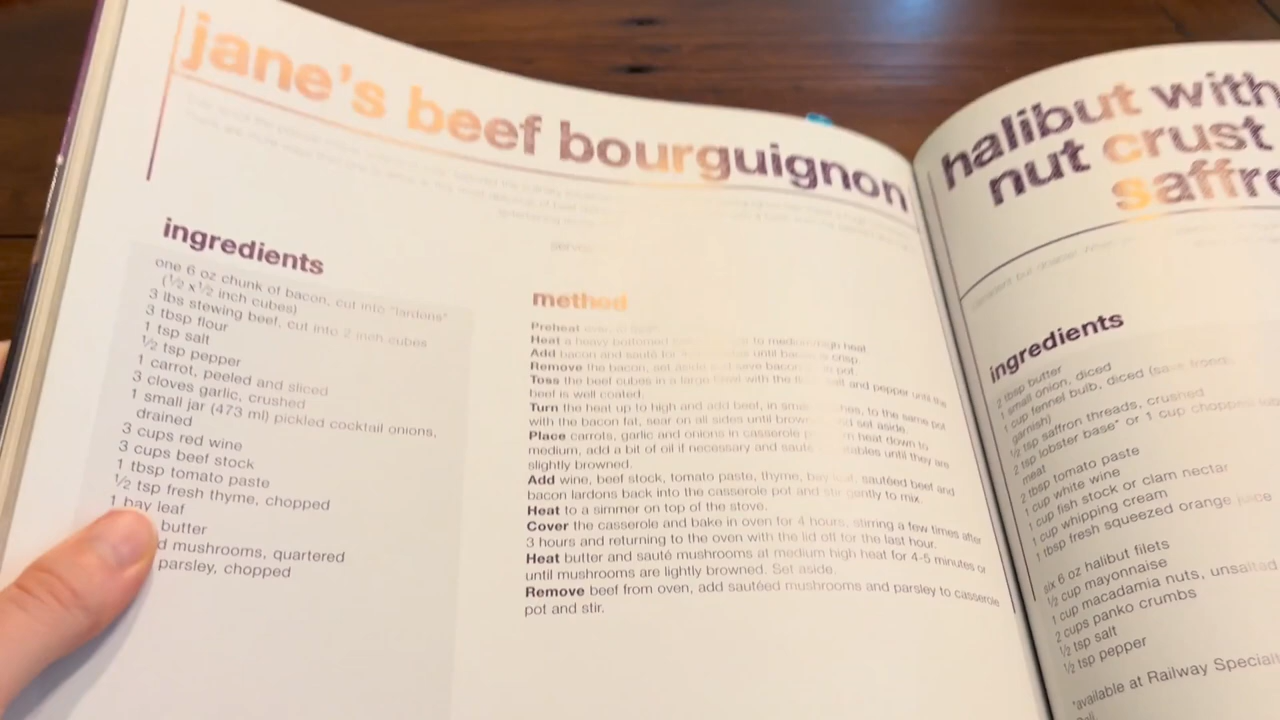 jane's beef bourguignon
ingredients
one 6 oz chunk of bacon, cut into "lardons"
(½ x ½ inch cubes)
3 lbs stewing beef, cut into 2 inch cubes
3 tbsp flour
1 tsp salt
½ tsp pepper
1 carrot, peeled and sliced
3 cloves garlic, crushed
1 small jar (473 ml) pickled cocktail onions,
drained
3 cups red wine
3 cups beef stock
1 tbsp tomato paste
½ tsp fresh thyme, chopped
1 bay leaf
butter
mushrooms, quartered
parsley, chopped
method
Preheat
Heat a heavy bottomed to medium high heat
Add bacon and sauté for until bacon is crisp.
Remove the bacon, set aside and save bacon pot.
Toss the beef cubes in a large bowl with the and pepper until the
beef is well coated.
Turn the heat up to high and add beef, in small to the same pot
with the bacon fat, sear on all sides until brown set aside.
Place carrots, garlic and onions in casserole heat down to
medium, add a bit of oil if necessary and sauté until they are
slightly browned.
Add wine, beef stock, tomato paste, thyme, bay sautéed beef and
bacon lardons back into the casserole pot and stir gently to mix.
Heat to a simmer on top of the stove.
Cover the casserole and bake in oven for 4 hours, stirring a few times after
3 hours and returning to the oven with the lid off for the last hour.
Heat butter and sauté mushrooms at medium high heat for 4-5 minutes or
until mushrooms are lightly browned. Set aside.
Remove beef from oven, add sautéed mushrooms and parsley to casserole
pot and stir.
halibut with
nut crust
saffr
ingredients
2 tbsp butter
1 small onion, diced
1 cup fennel bulb, diced (save
garnish)
½ tsp saffron threads, crushed
2 tbsp lobster base* or 1 cup chopped
meat
2 tbsp tomato paste
1 cup white wine
1 cup fish stock or clam nectar
1 cup whipping cream
1 tbsp fresh squeezed orange juice
six 6 oz halibut filets
½ cup mayonnaise
1 cup macadamia nuts, unsalted
2 cups panko crumbs
½ tsp salt
½ tsp pepper
*available at Railway Specialt